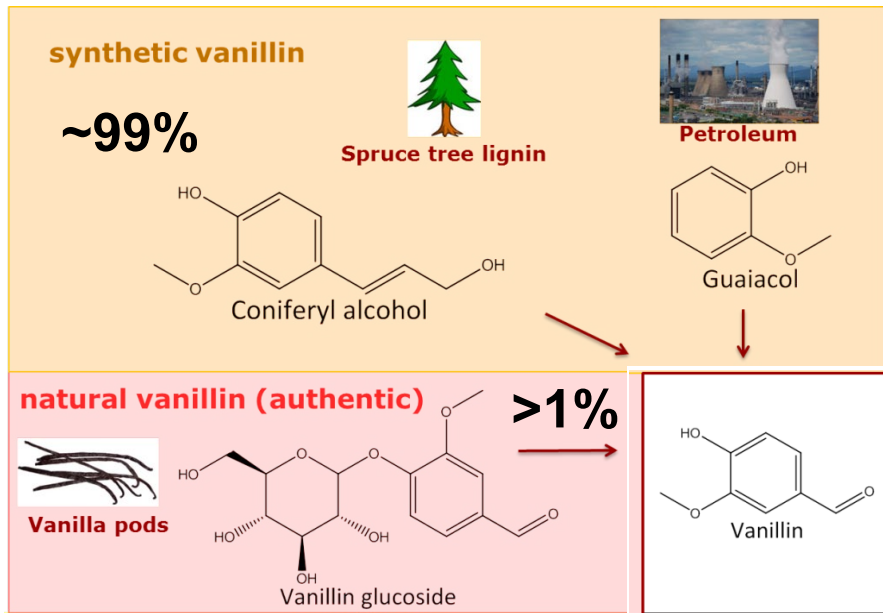 synthetic vanillin
~99%
Spruce tree lignin
Petroleum
HO
O
OH
Coniferyl alcohol
OH
O
Guaiacol
natural vanillin (authentic)
>1%
Vanilla pods
HO
O
O
O
HO
OH
OH
O
Vanillin glucoside
HO
O
O
Vanillin